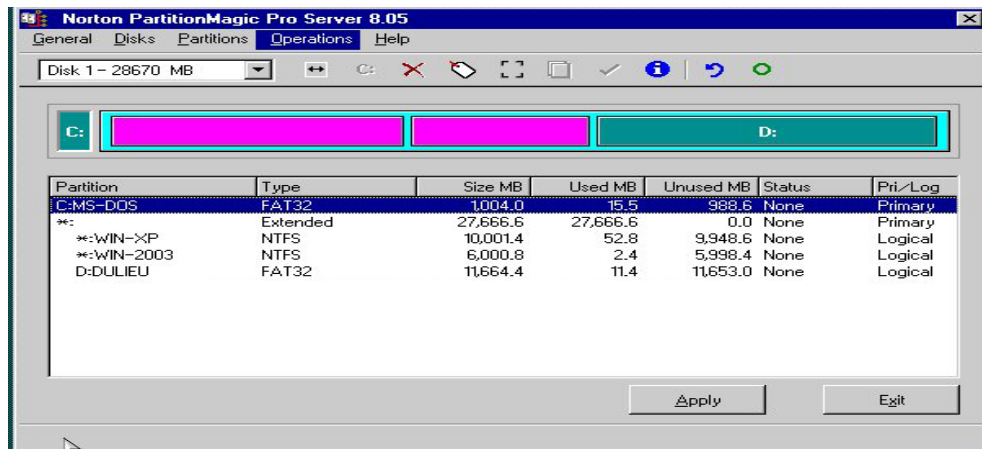 Norton PartitionMagic Pro Server 8.05
General Disks Partitions Operations Help
Disk 1 - 28670 MB C:
C: D:
Partition Type Size MB Used MB Unused MB Status Pri/Log
C:MS-DOS FAT32 1,004.0 15.5 988.6 None Primary
*: Extended 27,666.6 27,666.6 0.0 None Primary
*:WIN-XP NTFS 10,001.4 52.8 9,948.6 None Logical
*:WIN-2003 NTFS 6,000.8 2.4 5,998.4 None Logical
D:DULIEU FAT32 11,664.4 11.4 11,653.0 None Logical
Apply Exit